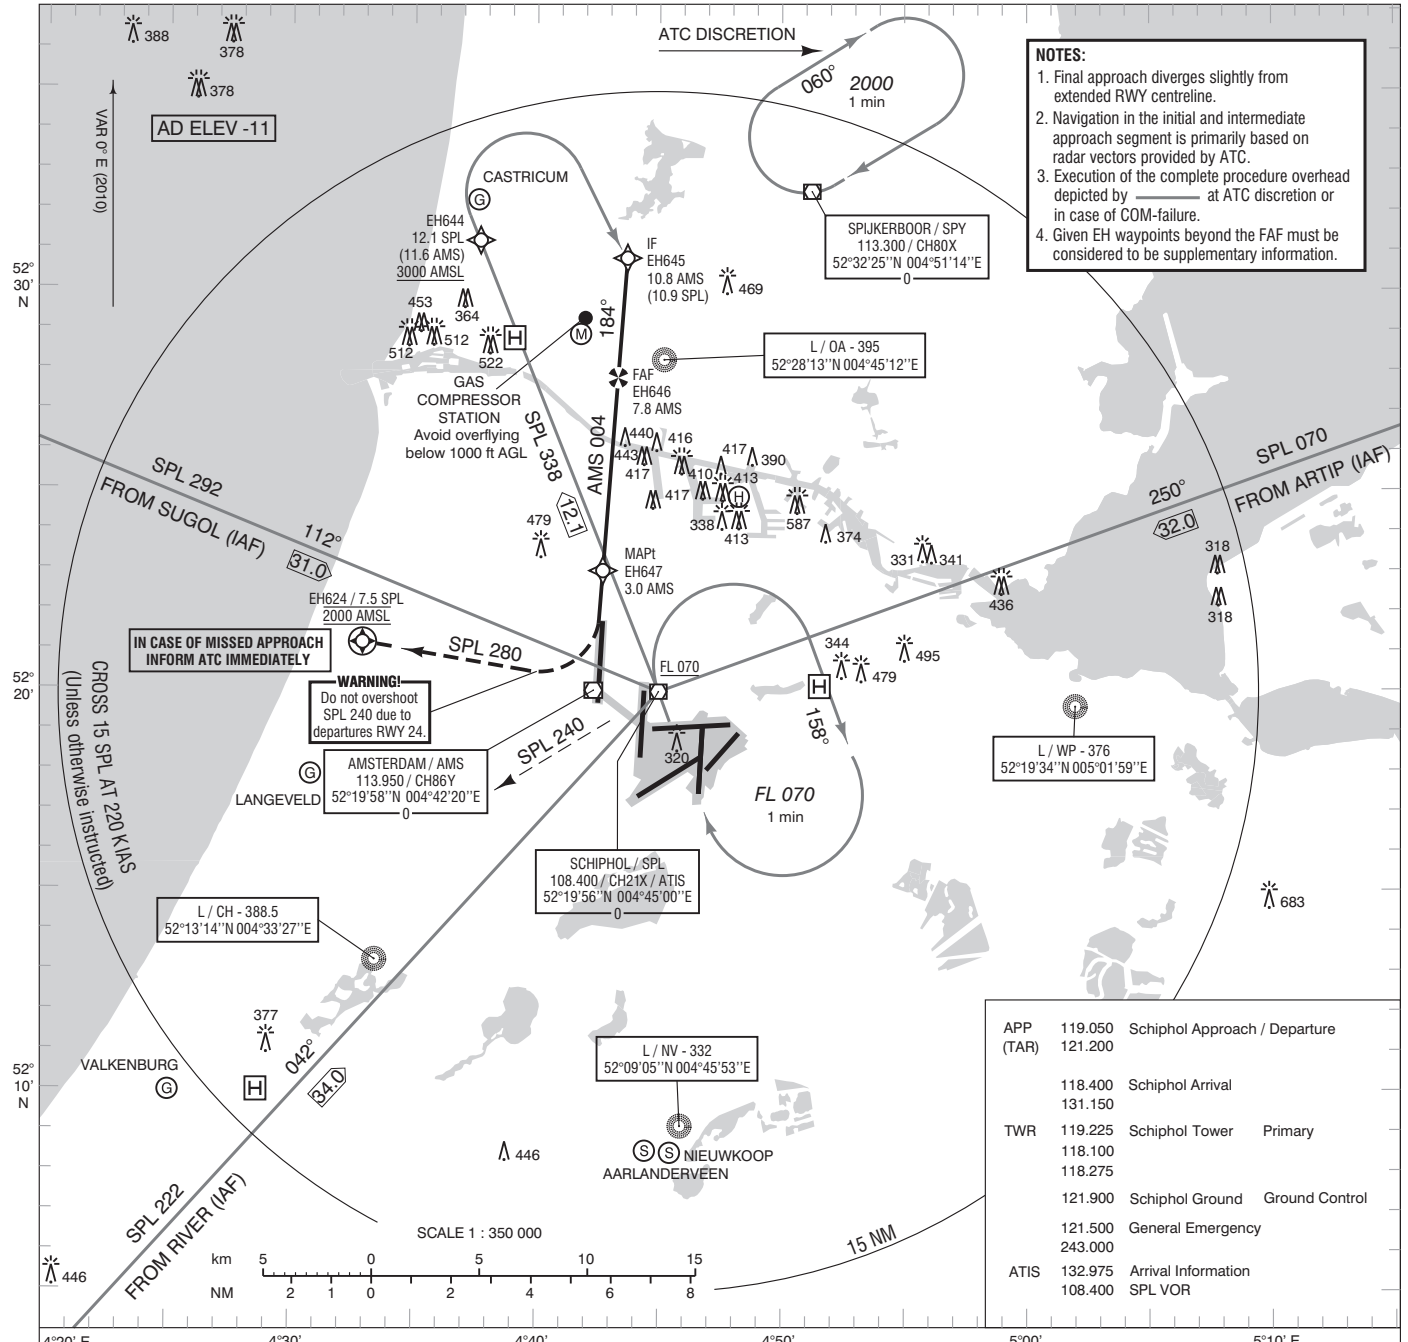 388
378
378
AD ELEV -11
VAR 0° E (2010)
ATC DISCRETION
060°
2000
1 min
NOTES:
1. Final approach diverges slightly from
extended RWY centreline.
2. Navigation in the initial and intermediate
approach segment is primarily based on
radar vectors provided by ATC.
3. Execution of the complete procedure overhead
depicted by at ATC discretion or
in case of COM-failure.
4. Given EH waypoints beyond the FAF must be
considered to be supplementary information.
CASTRICUM
G
EH644
12.1 SPL
(11.6 AMS)
3000 AMSL
IF
EH645
10.8 AMS
(10.9 SPL)
469
SPIJKERBOOR / SPY
113.300 / CH80X
52°32'25''N 004°51'14''E
0
52°
30'
N
453
364
512
512
522
H
M
184°
L / OA - 395
52°28'13''N 004°45'12''E
GAS
COMPRESSOR
STATION
Avoid overflying
below 1000 ft AGL
FAF
EH646
7.8 AMS
SPL 338
AMS 004
12.1
440
416
443
417
410
417
390
413
417
H
338
413
587
374
479
331
341
436
318
318
SPL 070
FROM ARTIP (IAF)
250°
32.0
SPL 292
FROM SUGOL (IAF)
112°
31.0
MAPt
EH647
3.0 AMS
EH624 / 7.5 SPL
2000 AMSL
IN CASE OF MISSED APPROACH
INFORM ATC IMMEDIATELY
SPL 280
FL 070
344
479
495
H
158°
52°
20'
WARNING!
Do not overshoot
SPL 240 due to
departures RWY 24.
SPL 240
320
CROSS 15 SPL AT 220 KIAS
(Unless otherwise instructed)
AMSTERDAM / AMS
113.950 / CH86Y
52°19'58''N 004°42'20''E
0
G
LANGEVELD
FL 070
1 min
L / WP - 376
52°19'34''N 005°01'59''E
SCHIPHOL / SPL
108.400 / CH21X / ATIS
52°19'56''N 004°45'00''E
0
683
L / CH - 388.5
52°13'14''N 004°33'27''E
377
042°
34.0
VALKENBURG
G
H
52°
10'
N
L / NV - 332
52°09'05''N 004°45'53''E
446
S
S
NIEUWKOOP
AARLANDERVEEN
SPL 222
FROM RIVER (IAF)
446
15 NM
SCALE 1 : 350 000
km 5 0 5 10 15
NM 2 1 0 2 4 6 8
APP 119.050 Schiphol Approach / Departure
(TAR) 121.200
118.400 Schiphol Arrival
131.150
TWR 119.225 Schiphol Tower Primary
118.100
118.275
121.900 Schiphol Ground Ground Control
121.500 General Emergency
243.000
ATIS 132.975 Arrival Information
108.400 SPL VOR
4°20' E 4°30' 4°40' 4°50' 5°00' 5°10' E